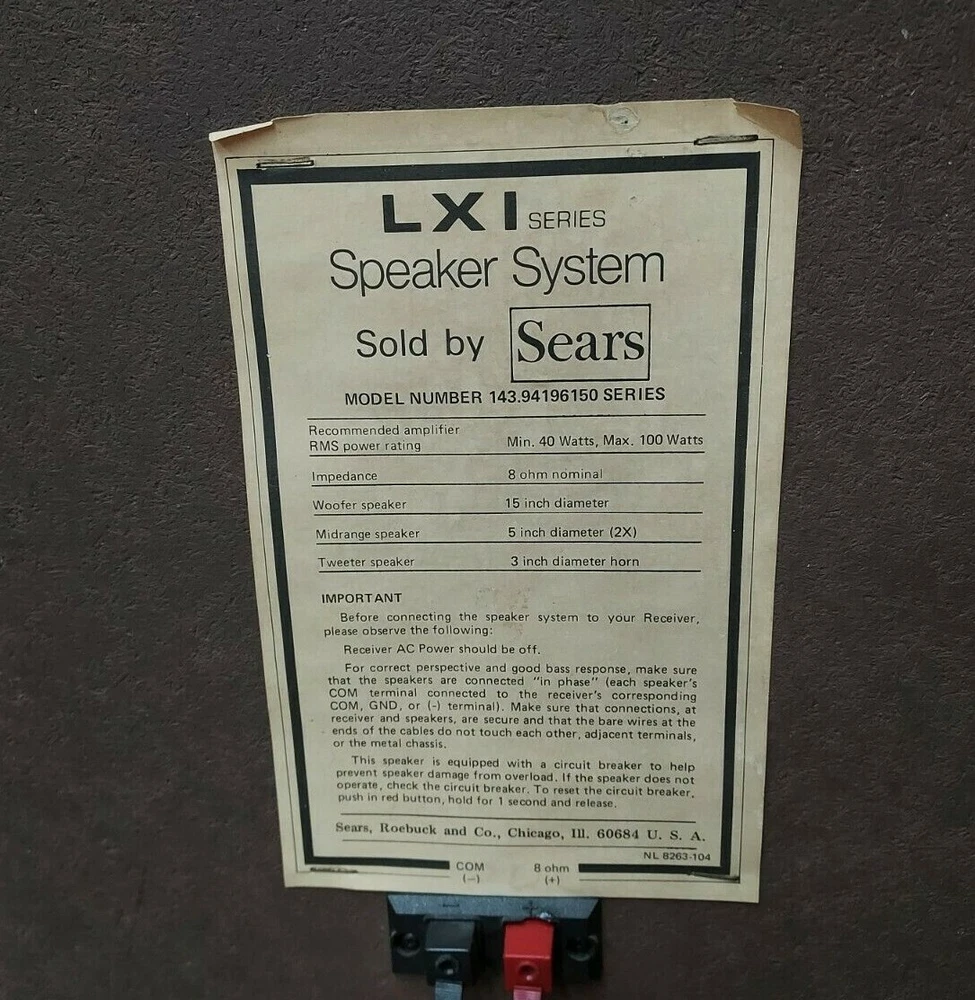 LXI SERIES
Speaker System
Sold by Sears
MODEL NUMBER 143.94196150 SERIES
Recommended amplifier
RMS power rating Min. 40 Watts, Max. 100 Watts
Impedance 8 ohm nominal
Woofer speaker 15 inch diameter
Midrange speaker 5 inch diameter (2X)
Tweeter speaker 3 inch diameter horn
IMPORTANT
Before connecting the speaker system to your Receiver,
please observe the following:
Receiver AC Power should be off.
For correct perspective and good bass response, make sure
that the speakers are connected "in phase" (each speaker's
COM terminal connected to the receiver's corresponding
COM, GND, or (-) terminal). Make sure that connections, at
receiver and speakers, are secure and that the bare wires at the
ends of the cables do not touch each other, adjacent terminals,
or the metal chassis.
This speaker is equipped with a circuit breaker to help
prevent speaker damage from overload. If the speaker does not
operate, check the circuit breaker. To reset the circuit breaker,
push in red button, hold for 1 second and release.
Sears, Roebuck and Co., Chicago, Ill. 60684 U. S. A.
NL 8263-104
COM 8 ohm
(-) (+)
- +